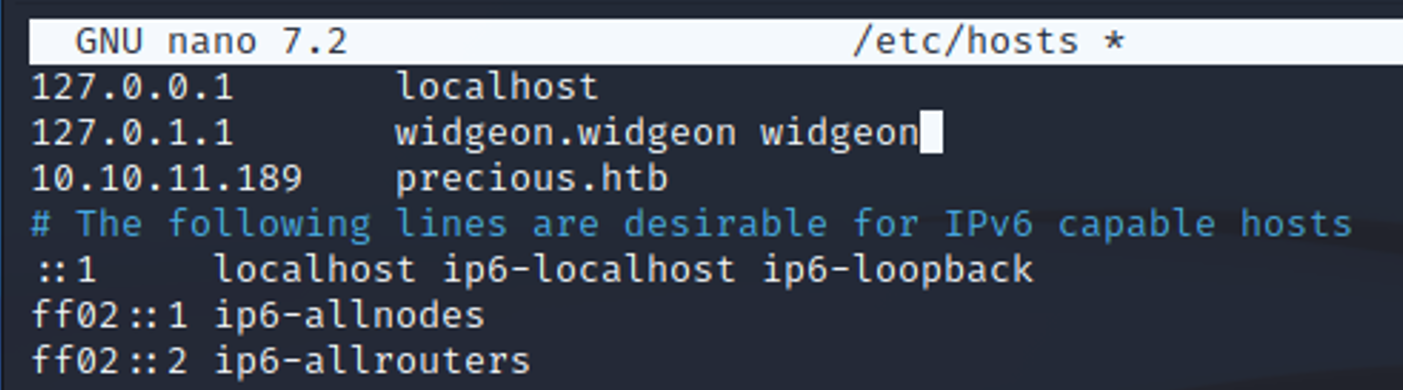 GNU nano 7.2 /etc/hosts *
127.0.0.1 localhost
127.0.1.1 widgeon.widgeon widgeon
10.10.11.189 precious.htb
# The following lines are desirable for IPv6 capable hosts
::1 localhost ip6-localhost ip6-loopback
ff02::1 ip6-allnodes
ff02::2 ip6-allrouters